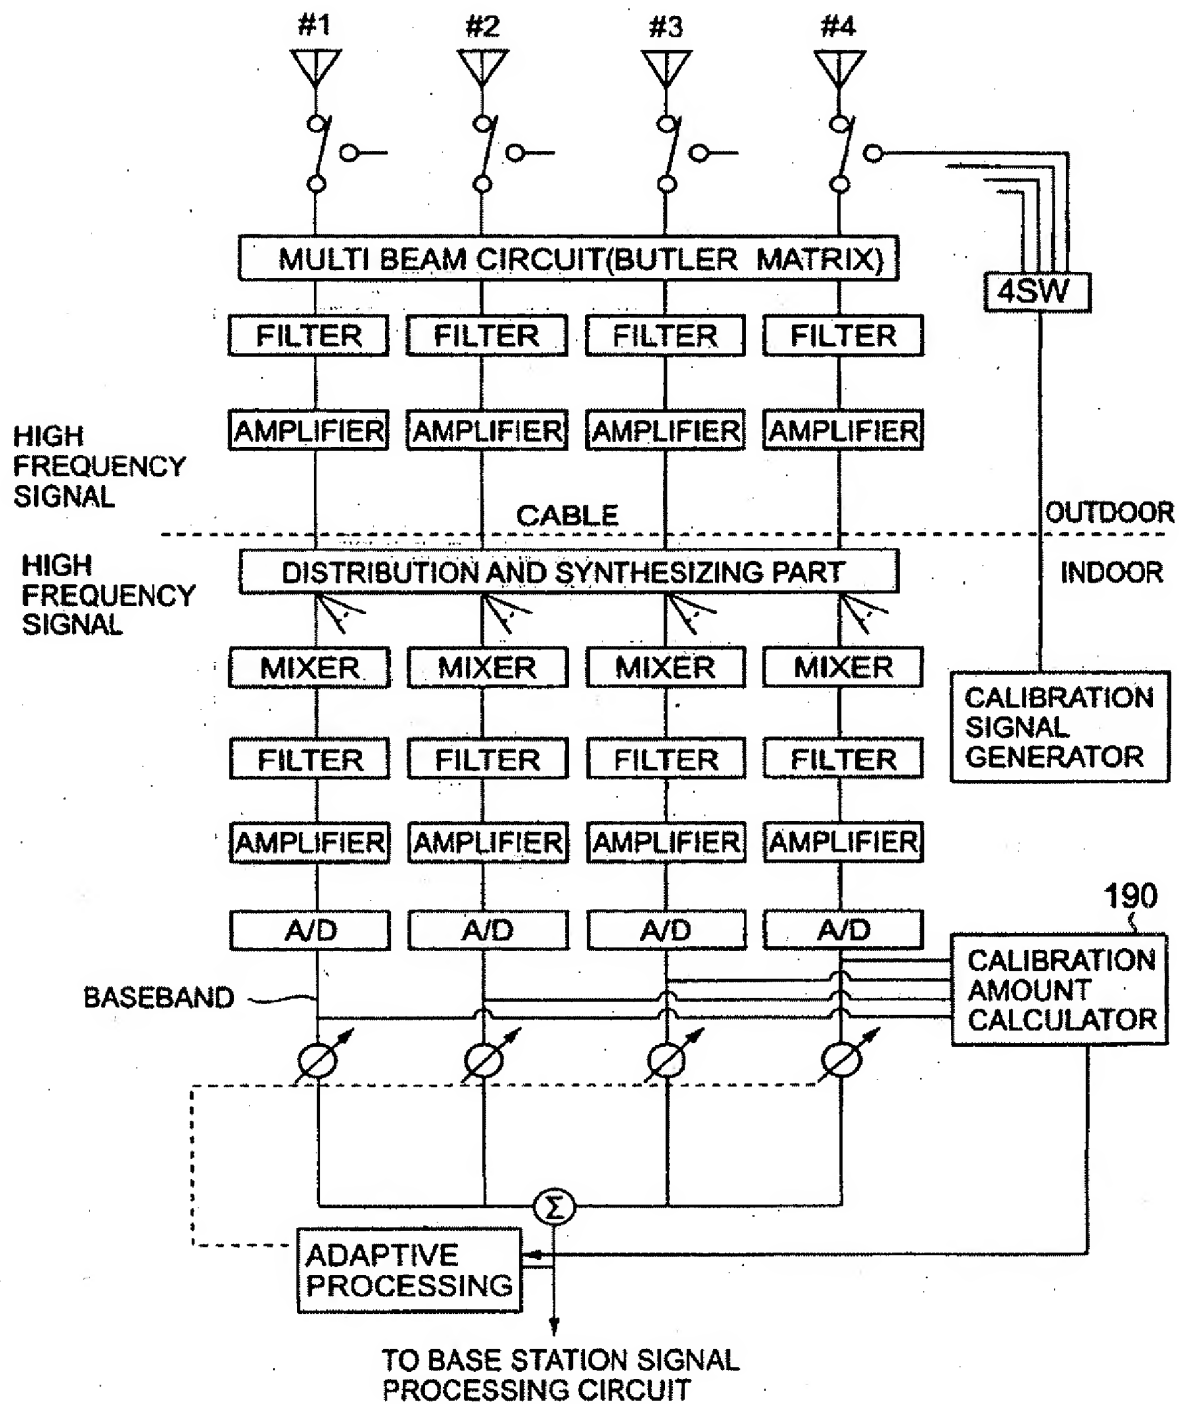 #1 #2 #3 #4
MULTI BEAM CIRCUIT(BUTLER MATRIX)
4SW
FILTER FILTER FILTER FILTER
AMPLIFIER AMPLIFIER AMPLIFIER AMPLIFIER
HIGH
FREQUENCY
SIGNAL
CABLE
OUTDOOR
HIGH
FREQUENCY
SIGNAL
DISTRIBUTION AND SYNTHESIZING PART
INDOOR
MIXER MIXER MIXER MIXER
CALIBRATION
SIGNAL
GENERATOR
FILTER FILTER FILTER FILTER
AMPLIFIER AMPLIFIER AMPLIFIER AMPLIFIER
190
A/D A/D A/D A/D
CALIBRATION
AMOUNT
CALCULATOR
BASEBAND
Σ
ADAPTIVE
PROCESSING
TO BASE STATION SIGNAL
PROCESSING CIRCUIT